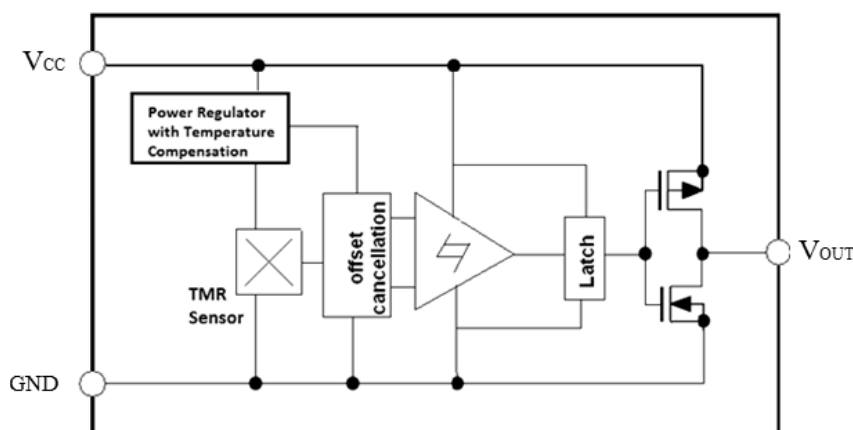 VCC
Power Regulator
with Temperature
Compensation
offset
cancellation
Latch
VOUT
TMR
Sensor
GND